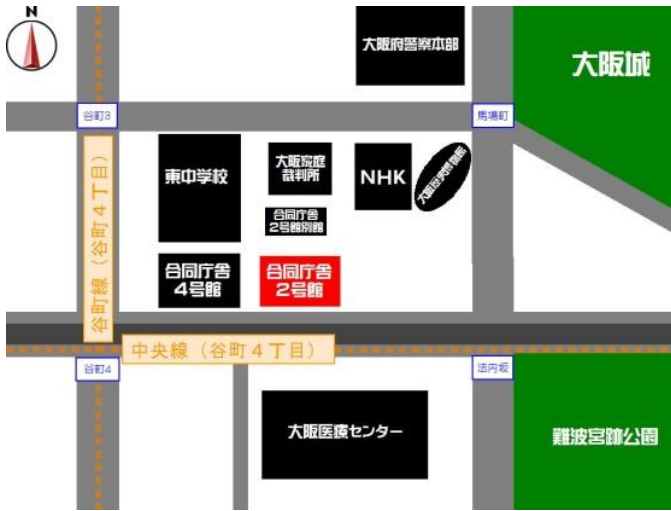 N
大阪府警察本部
大阪城
谷町3
馬場町
東中学校
大阪家庭
裁判所
NHK
大阪歴史博物館
合同庁舎
2号館別館
谷町線（谷町4丁目）
合同庁舎
4号館
合同庁舎
2号館
中央線（谷町4丁目）
谷町4
法円坂
大阪医療センター
難波宮跡公園